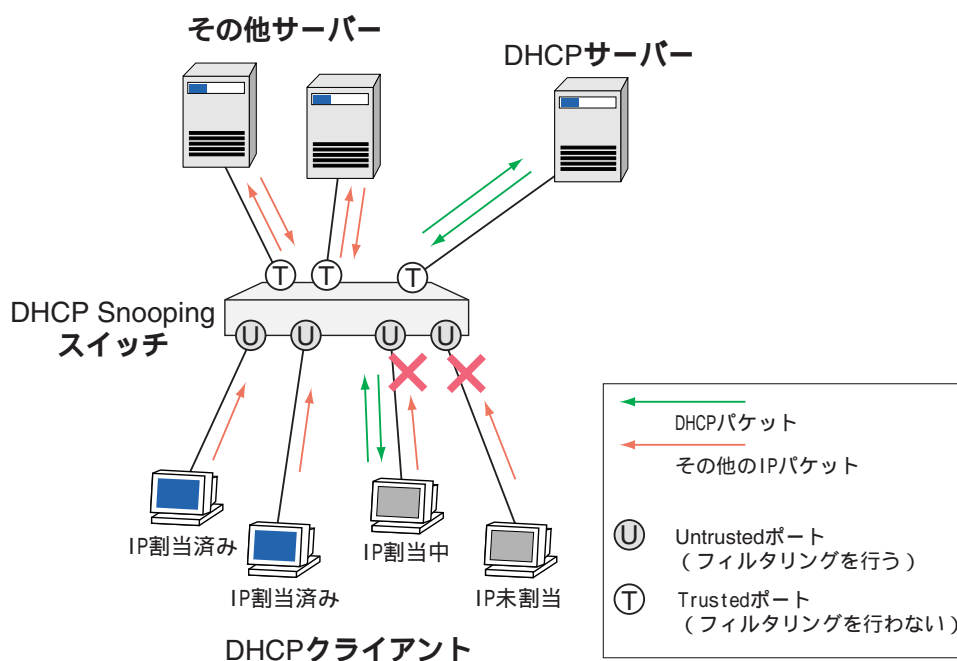 その他サーバー
DHCPサーバー
T
T
T
DHCP Snooping
スイッチ
U
U
U
U
IP割当済み
IP割当済み
IP割当中
IP未割当
DHCPクライアント
DHCPパケット
その他のIPパケット
U
Untrustedポート
(フィルタリングを行う)
T
Trustedポート
(フィルタリングを行わない)